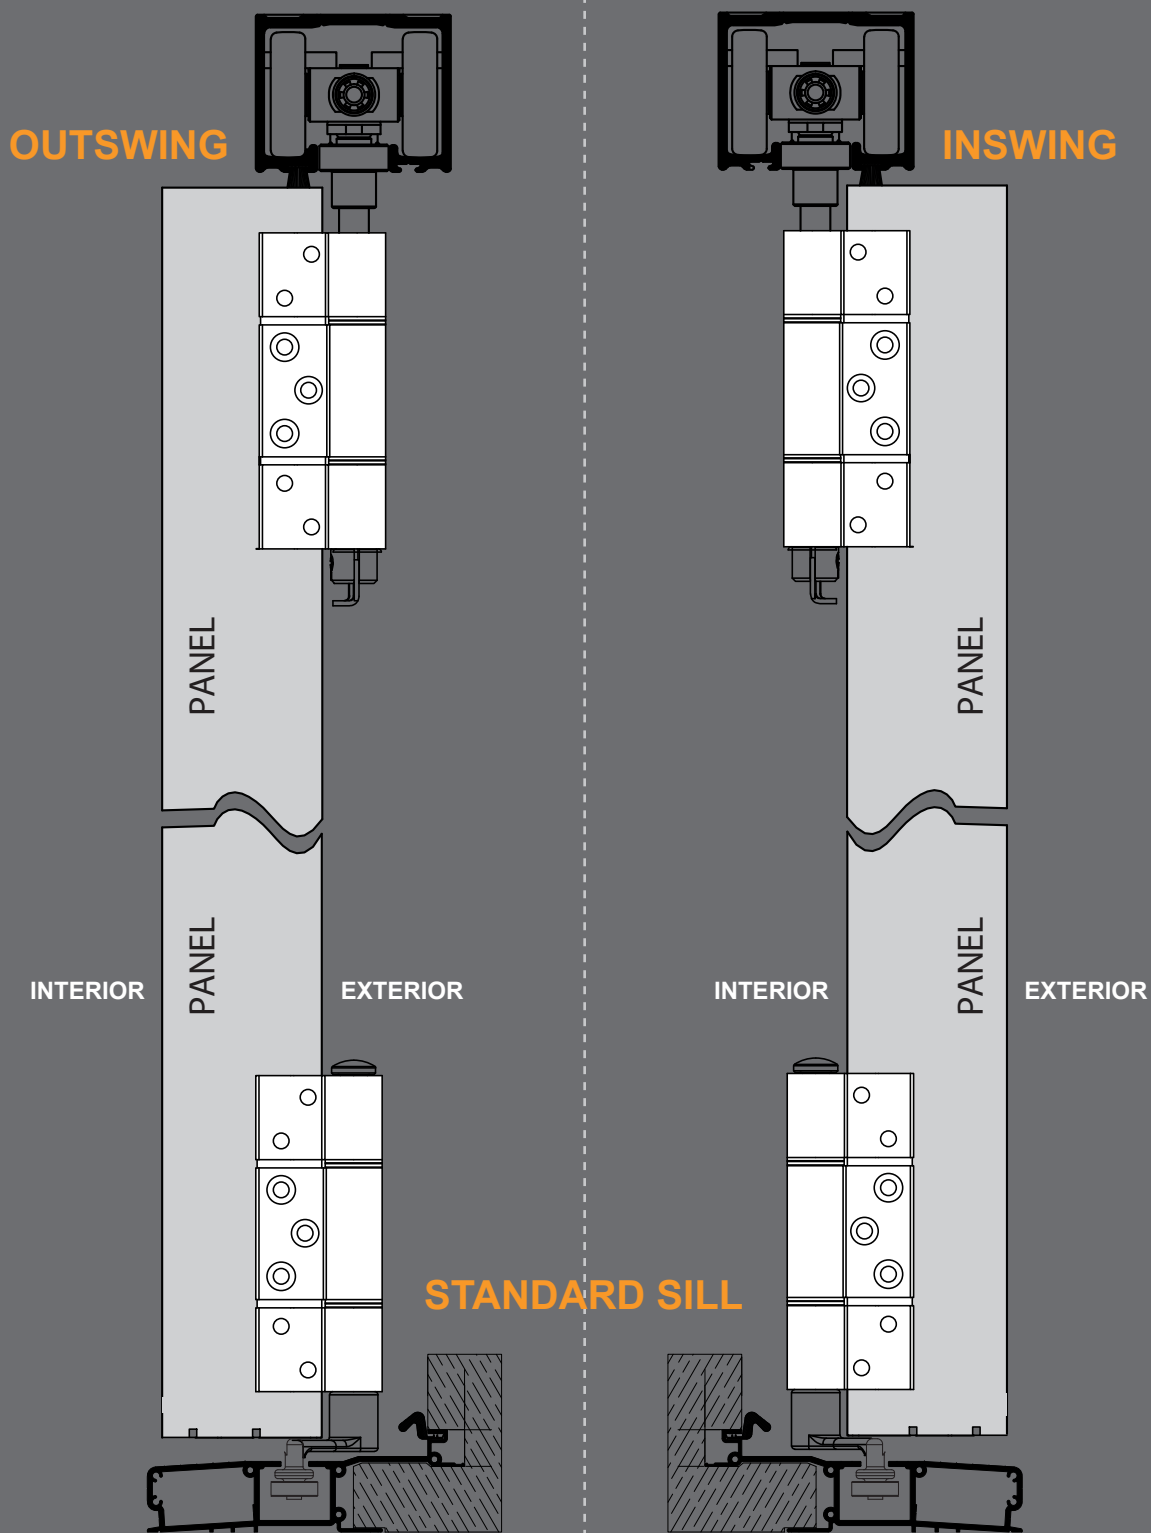 OUTSWING
INSWING
PANEL
PANEL
PANEL
PANEL
INTERIOR
EXTERIOR
INTERIOR
EXTERIOR
STANDARD SILL